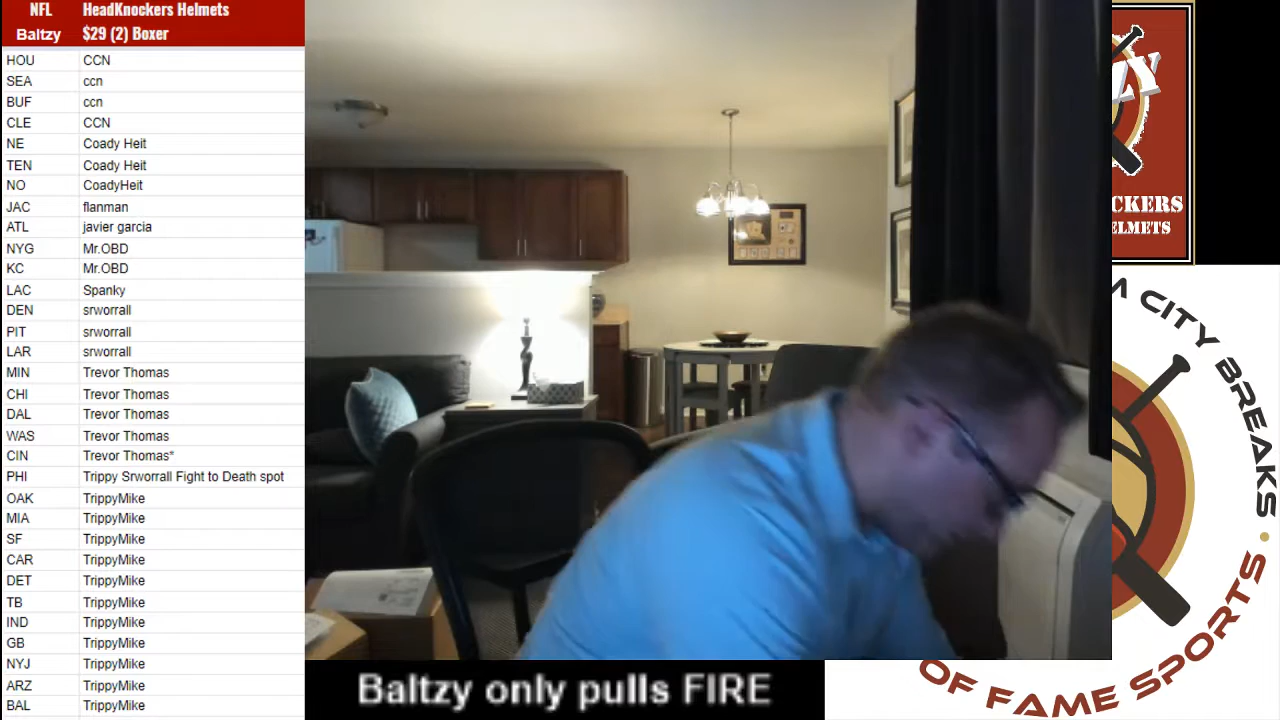 NFL HeadKnockers Helmets
Baltzy $29 (2) Boxer
HOU CCN
SEA ccn
BUF ccn
CLE CCN
NE Coady Heit
TEN Coady Heit
NO CoadyHeit
JAC flanman
ATL javier garcia
NYG Mr.OBD
KC Mr.OBD
LAC Spanky
DEN srworrall
PIT srworrall
LAR srworrall
MIN Trevor Thomas
CHI Trevor Thomas
DAL Trevor Thomas
WAS Trevor Thomas
CIN Trevor Thomas*
PHI Trippy Srworrall Fight to Death spot
OAK TrippyMike
MIA TrippyMike
SF TrippyMike
CAR TrippyMike
DET TrippyMike
TB TrippyMike
IND TrippyMike
GB TrippyMike
NYJ TrippyMike
ARZ TrippyMike
BAL TrippyMike
Baltzy only pulls FIRE
ZY
CKERS
ELMETS
A CITY BREAKS
OF FAME SPORTS